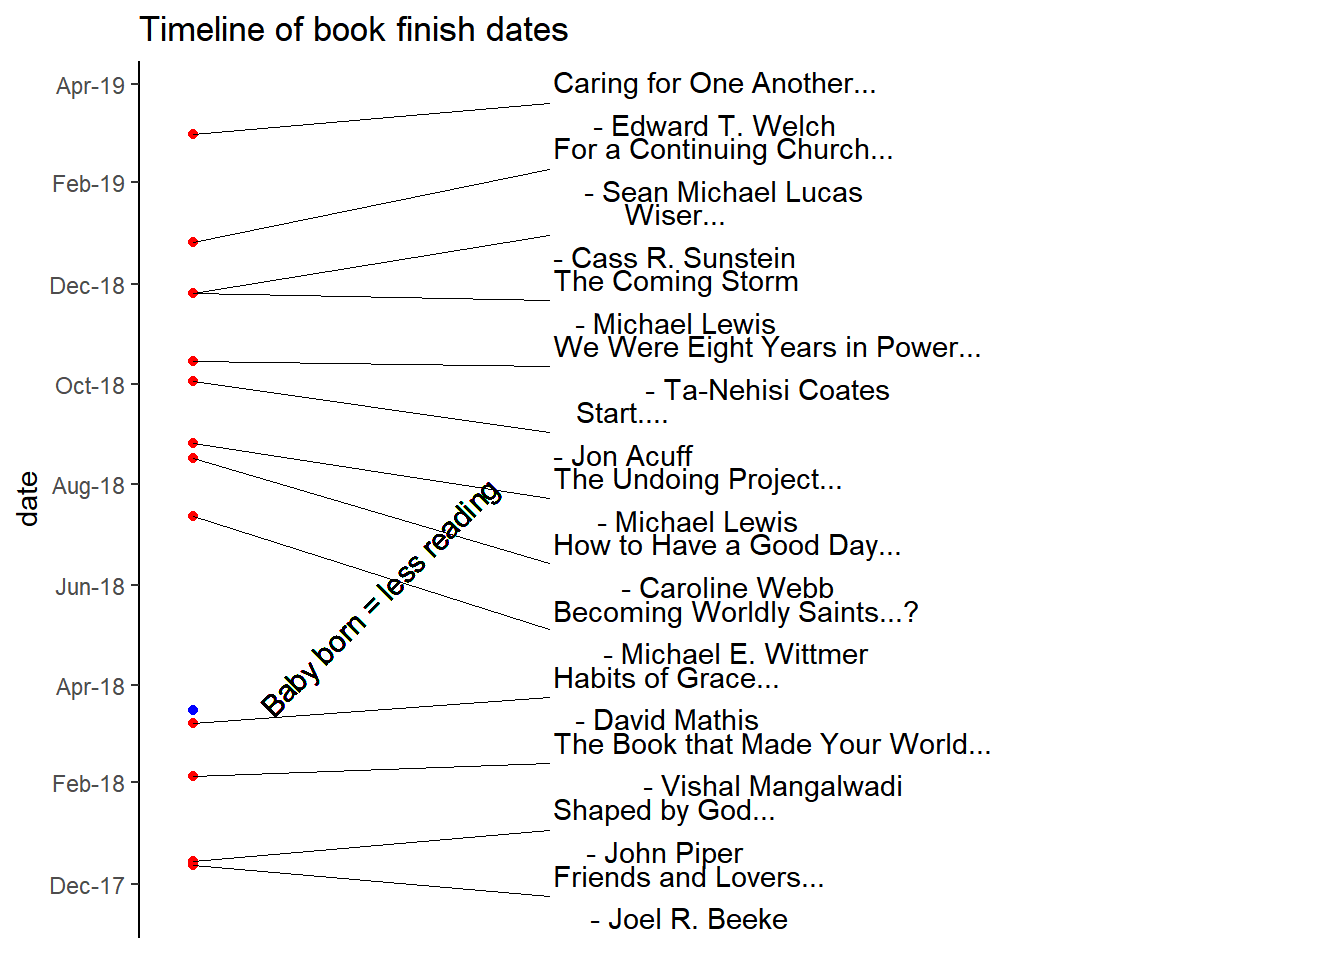 Timeline of book finish dates
date
Apr-19
Feb-19
Dec-18
Oct-18
Aug-18
Jun-18
Apr-18
Feb-18
Dec-17
Baby born = less reading
Caring for One Another...
- Edward T. Welch
For a Continuing Church...
- Sean Michael Lucas
Wiser...
- Cass R. Sunstein
The Coming Storm
- Michael Lewis
We Were Eight Years in Power...
- Ta-Nehisi Coates
Start....
- Jon Acuff
The Undoing Project...
- Michael Lewis
How to Have a Good Day...
- Caroline Webb
Becoming Worldly Saints...?
- Michael E. Wittmer
Habits of Grace...
- David Mathis
The Book that Made Your World...
- Vishal Mangalwadi
Shaped by God...
- John Piper
Friends and Lovers...
- Joel R. Beeke